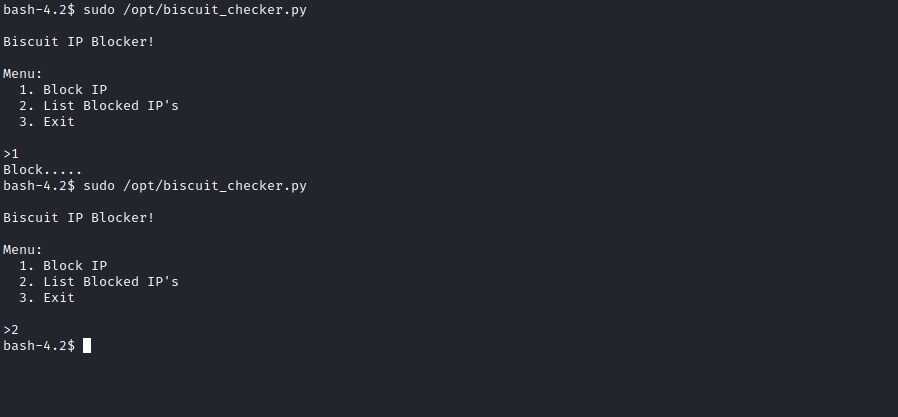 bash-4.2$ sudo /opt/biscuit_checker.py
Biscuit IP Blocker!
Menu:
  1. Block IP
  2. List Blocked IP's
  3. Exit
>1
Block.....
bash-4.2$ sudo /opt/biscuit_checker.py
Biscuit IP Blocker!
Menu:
  1. Block IP
  2. List Blocked IP's
  3. Exit
>2
bash-4.2$